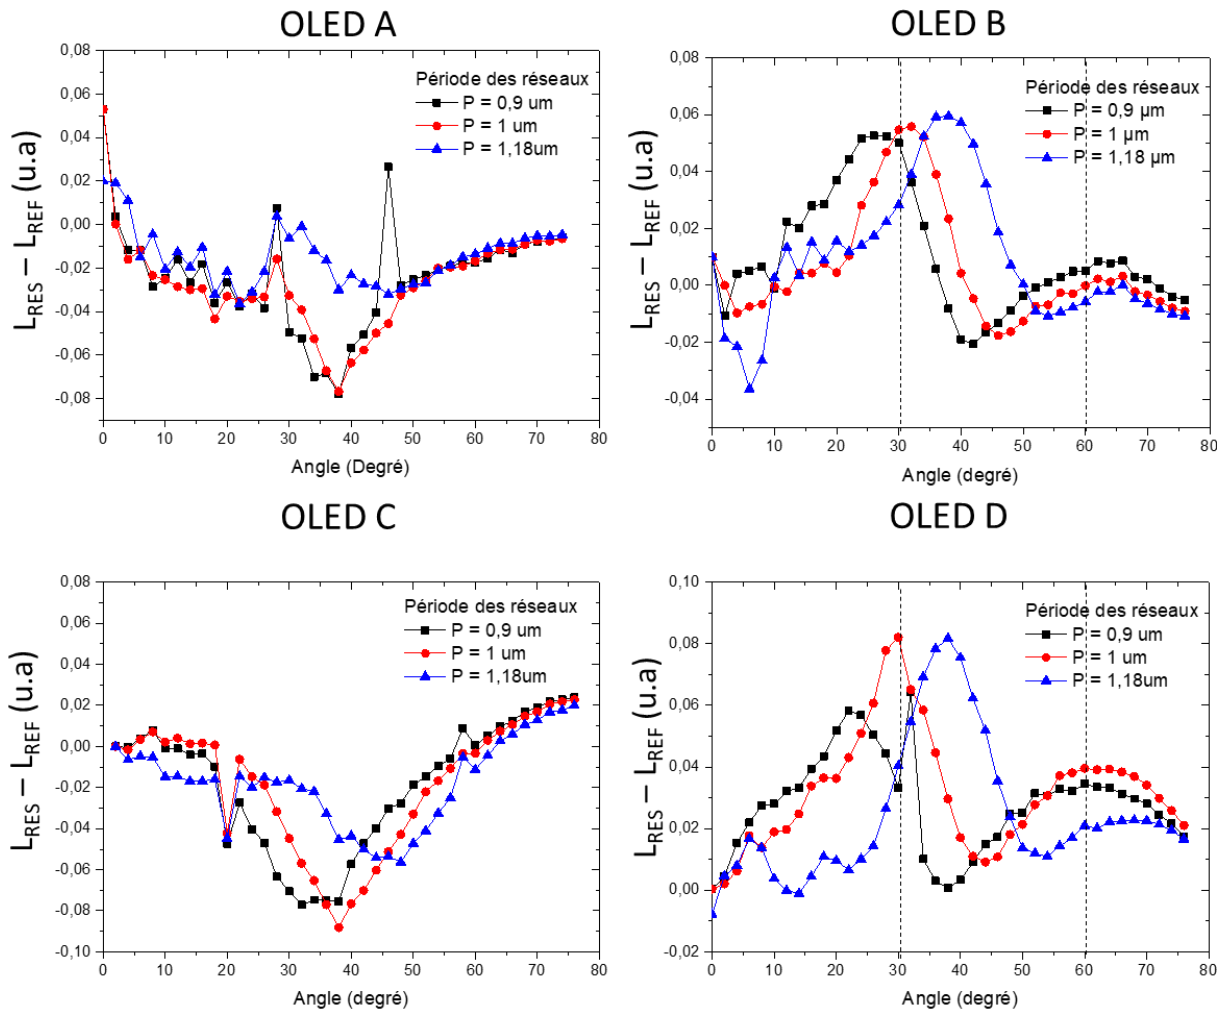 OLED A
L_RES – L_REF (u.a)
0,08
0,06
0,04
0,02
0,00
-0,02
-0,04
-0,06
-0,08
Période des réseaux
P = 0,9 um
P = 1 um
P = 1,18um
0 10 20 30 40 50 60 70 80
Angle (Degré)
OLED B
L_RES – L_REF (u.a)
0,08
0,06
0,04
0,02
0,00
-0,02
-0,04
Période des réseaux
P = 0,9 µm
P = 1 µm
P = 1,18 µm
0 10 20 30 40 50 60 70 80
Angle (degré)
OLED C
L_RES – L_REF (u.a)
0,08
0,06
0,04
0,02
0,00
-0,02
-0,04
-0,06
-0,08
-0,10
Période des réseaux
P = 0,9 um
P = 1 um
P = 1,18um
0 10 20 30 40 50 60 70 80
Angle (degré)
OLED D
L_RES – L_REF (u.a)
0,10
0,08
0,06
0,04
0,02
0,00
-0,02
Période des réseaux
P = 0,9 um
P = 1 um
P = 1,18um
0 10 20 30 40 50 60 70 80
Angle (degré)